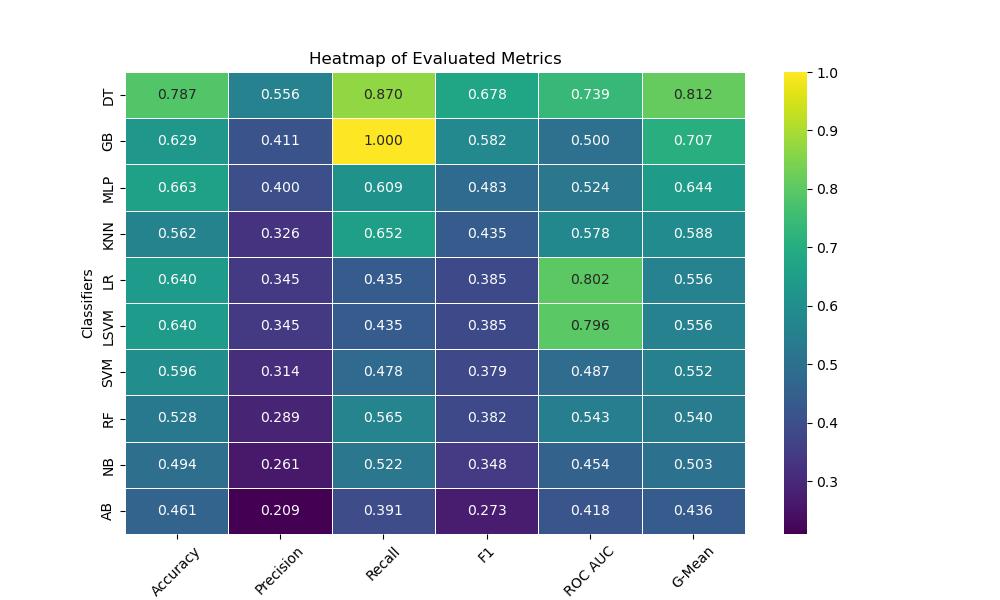 Heatmap of Evaluated Metrics
Classifiers
DT 0.787 0.556 0.870 0.678 0.739 0.812
GB 0.629 0.411 1.000 0.582 0.500 0.707
MLP 0.663 0.400 0.609 0.483 0.524 0.644
KNN 0.562 0.326 0.652 0.435 0.578 0.588
LR 0.640 0.345 0.435 0.385 0.802 0.556
LSVM 0.640 0.345 0.435 0.385 0.796 0.556
SVM 0.596 0.314 0.478 0.379 0.487 0.552
RF 0.528 0.289 0.565 0.382 0.543 0.540
NB 0.494 0.261 0.522 0.348 0.454 0.503
AB 0.461 0.209 0.391 0.273 0.418 0.436
Accuracy Precision Recall F1 ROC AUC G-Mean
1.0
0.9
0.8
0.7
0.6
0.5
0.4
0.3